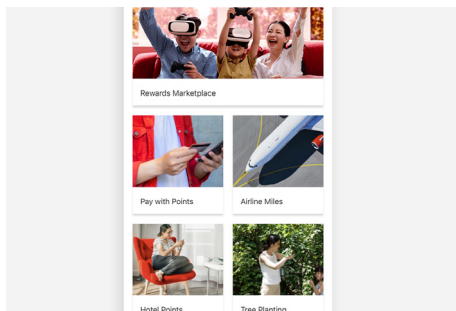 Rewards Marketplace
Pay with Points
Airline Miles
Hotel Points
Tree Planting